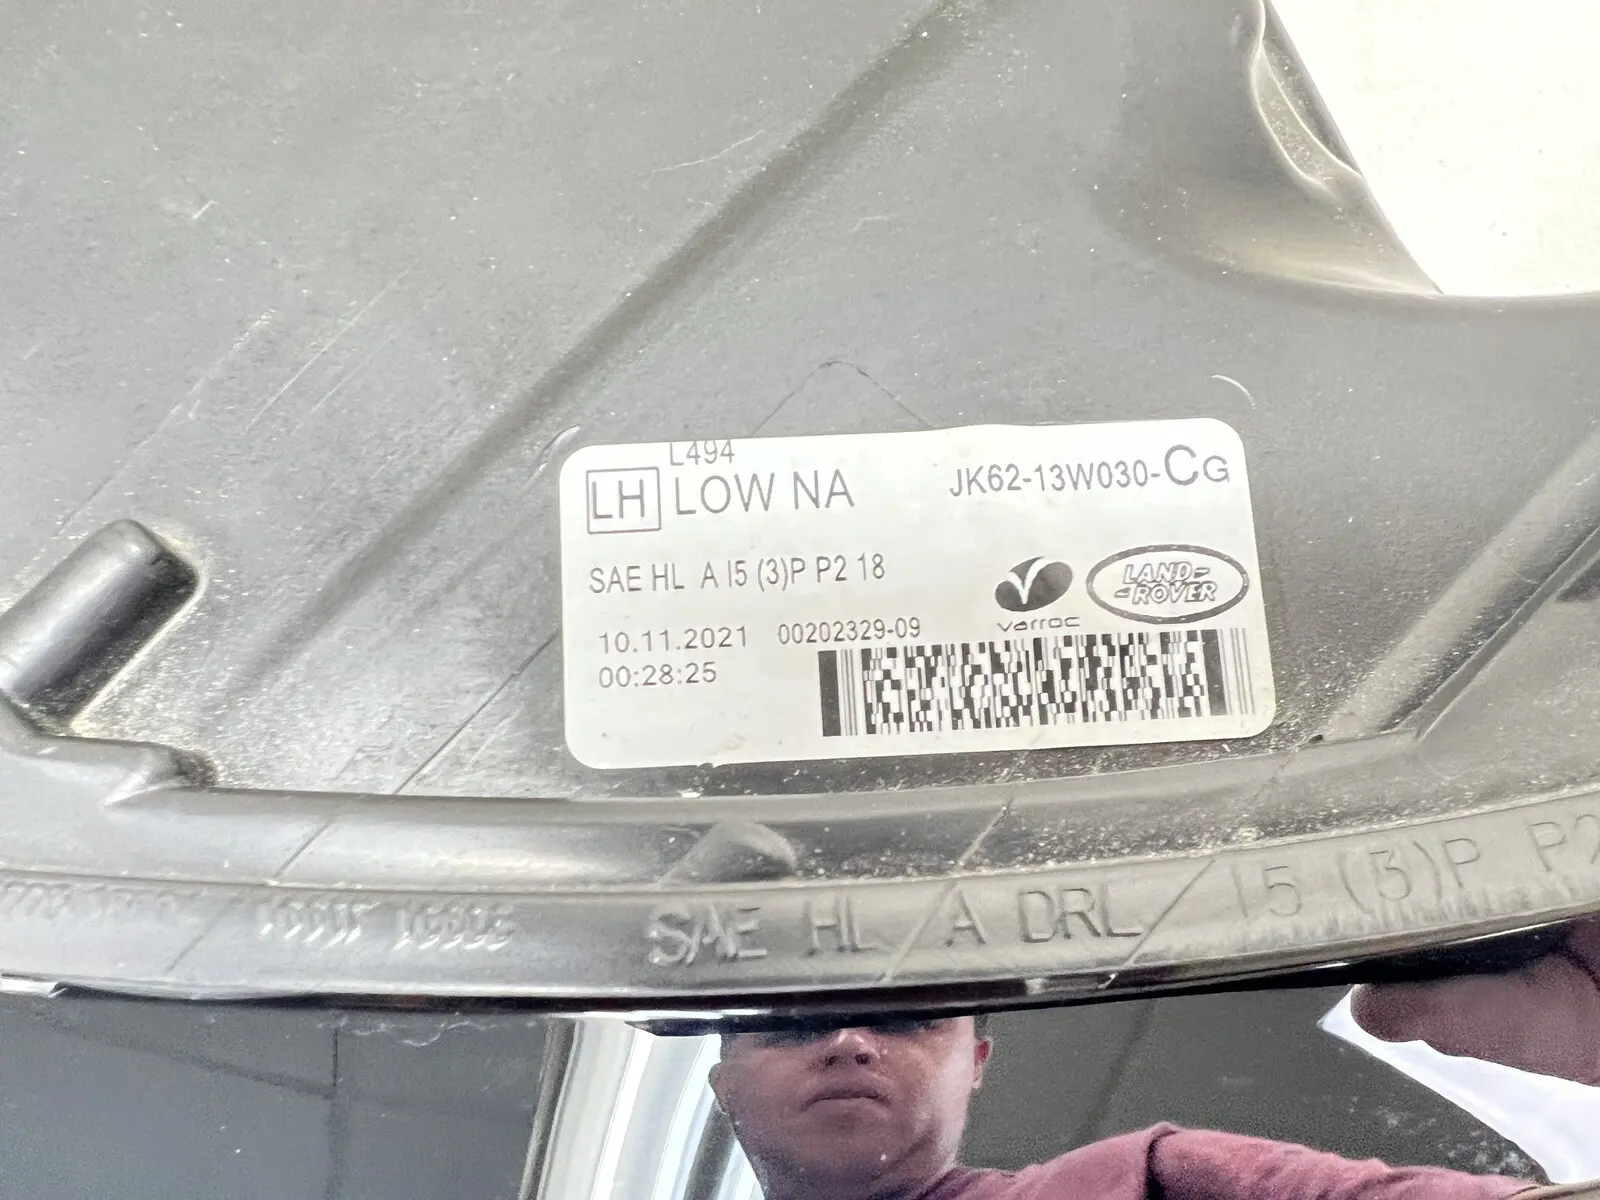 L494
LH LOW NA JK62-13W030-CG
SAE HL A I5 (3)P P2 18
varroc
LAND-
-ROVER
10.11.2021 00202329-09
00:28:25
SAE HL A DRL I5 (3)P P2